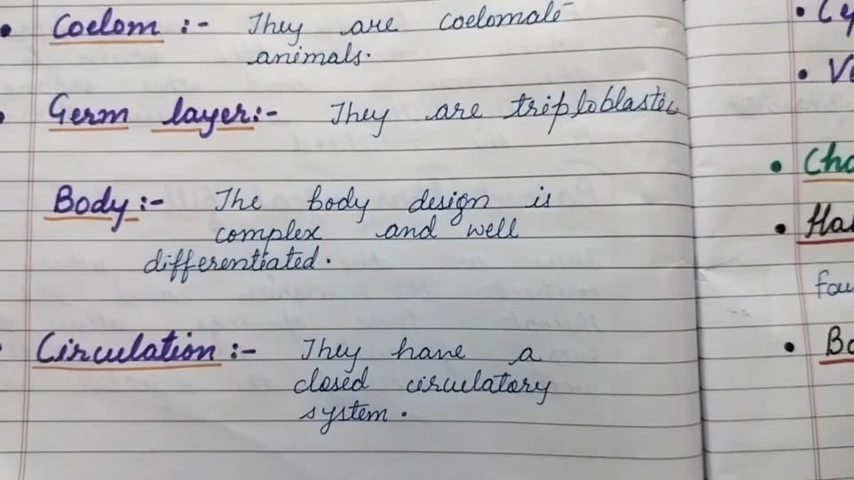 • Coelom :- They are coelomate
animals.
• Germ layer:- They are triploblastic
Body :- The body design is
complex and well
differentiated.
Circulation :- They have a
closed circulatory
system.
•
•
•
•
•